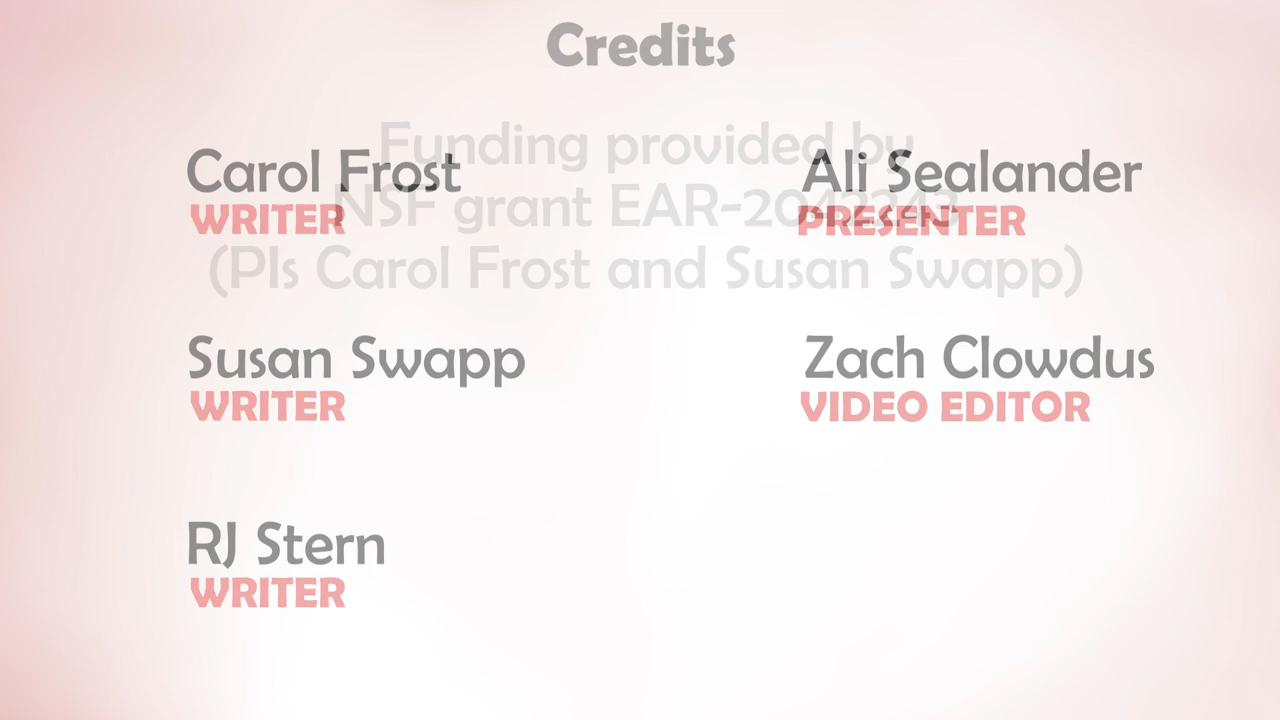 Credits
Funding provided by
NSF grant
(PIs Carol Frost and Susan Swapp)
Carol Frost
WRITER
Ali Sealander
PRESENTER
Susan Swapp
WRITER
Zach Clowdus
VIDEO EDITOR
RJ Stern
WRITER